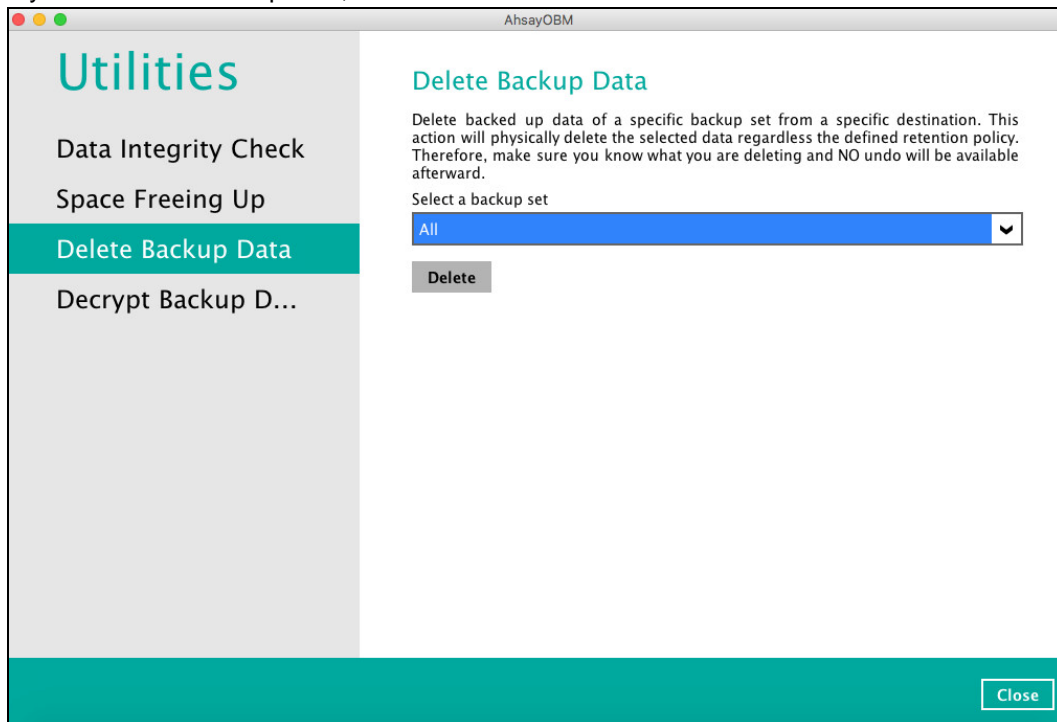 AhsayOBM
Utilities
Data Integrity Check
Space Freeing Up
Delete Backup Data
Decrypt Backup D...
Delete Backup Data
Delete backed up data of a specific backup set from a specific destination. This
action will physically delete the selected data regardless the defined retention policy.
Therefore, make sure you know what you are deleting and NO undo will be available
afterward.
Select a backup set
All
Delete
Close